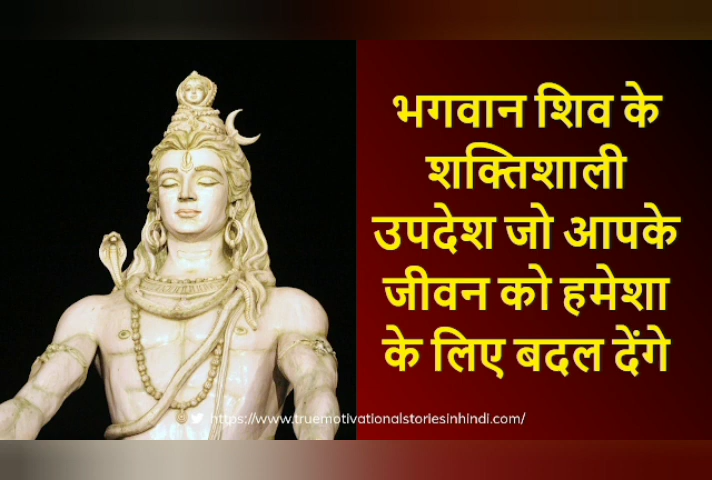 भगवान शिव के
शक्तिशाली
उपदेश जो आपके
जीवन को हमेशा
के लिए बदल देंगे
https://www.truemotivationalstoriesinhindi.com/